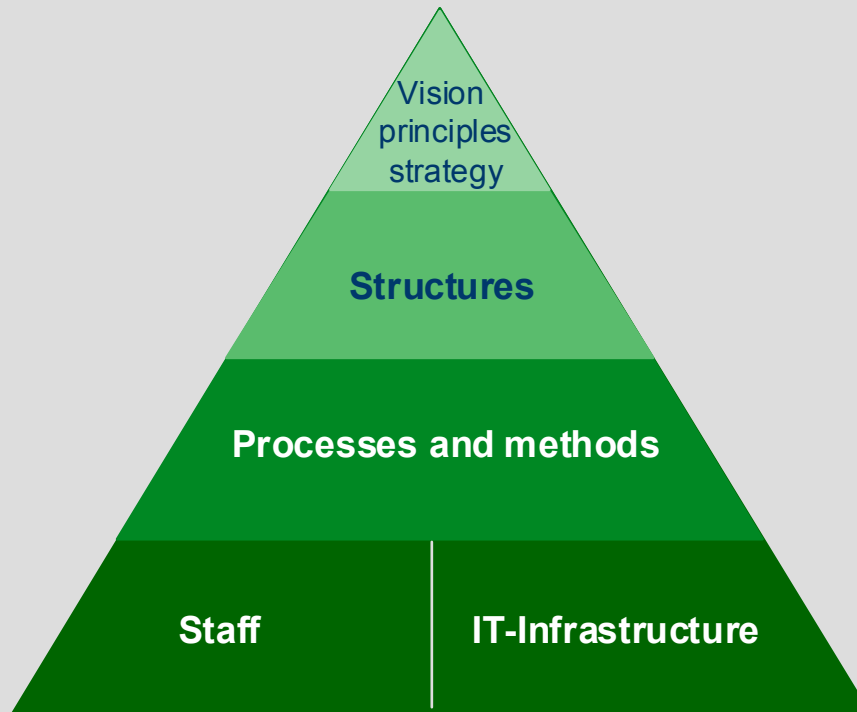 Vision
principles
strategy
Structures
Processes and methods
Staff
IT-Infrastructure